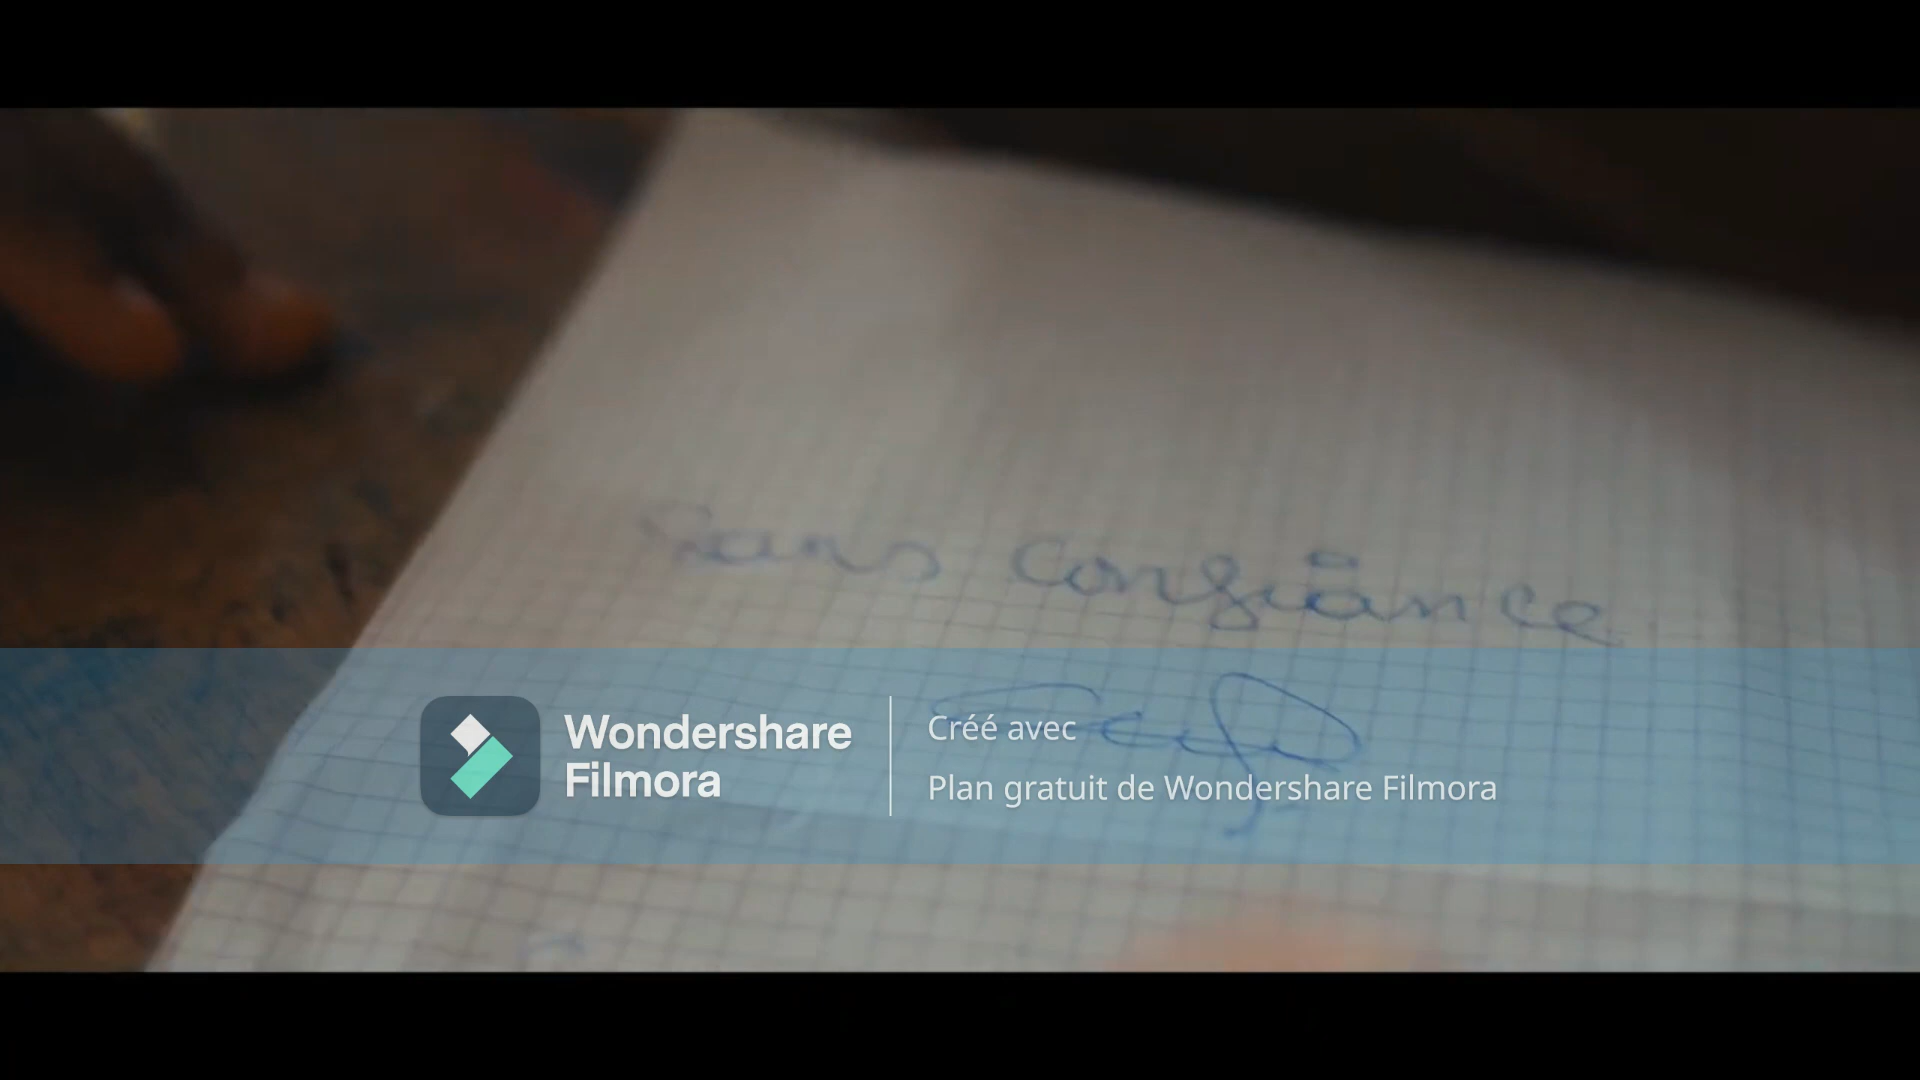 Sans confiance
Wondershare
Filmora
Créé avec
Plan gratuit de Wondershare Filmora